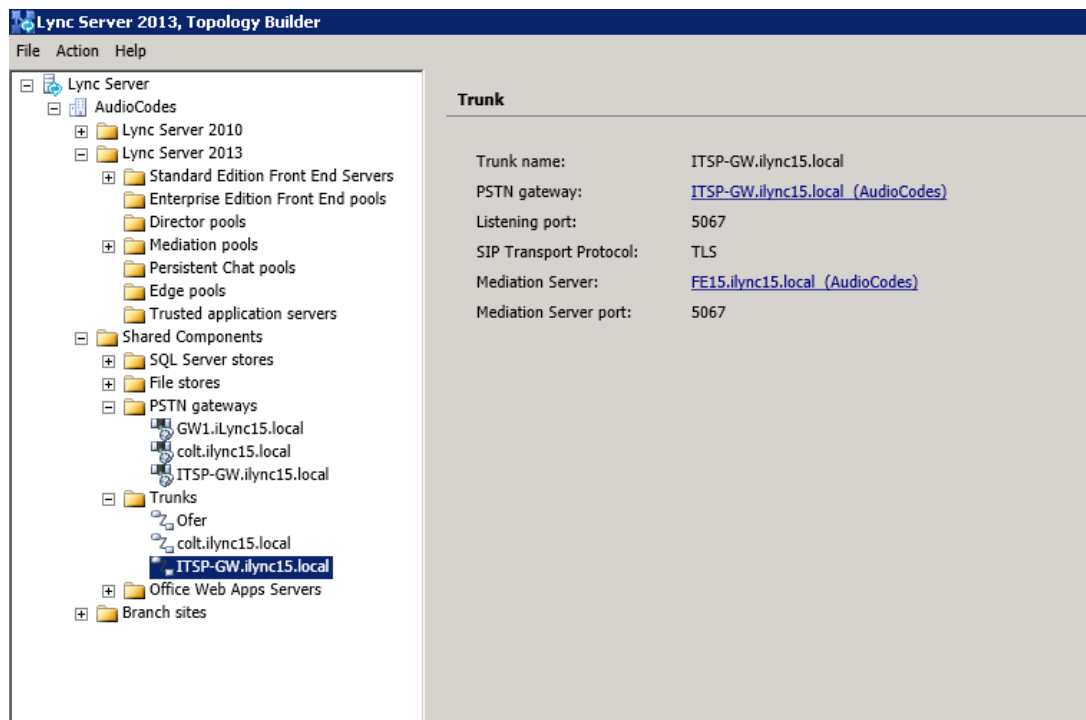 Lync Server 2013, Topology Builder
File Action Help
Lync Server
AudioCodes
Lync Server 2010
Lync Server 2013
Standard Edition Front End Servers
Enterprise Edition Front End pools
Director pools
Mediation pools
Persistent Chat pools
Edge pools
Trusted application servers
Shared Components
SQL Server stores
File stores
PSTN gateways
GW1.iLync15.local
colt.ilync15.local
ITSP-GW.ilync15.local
Trunks
Ofer
colt.ilync15.local
ITSP-GW.ilync15.local
Office Web Apps Servers
Branch sites
Trunk
Trunk name: ITSP-GW.ilync15.local
PSTN gateway: ITSP-GW.ilync15.local (AudioCodes)
Listening port: 5067
SIP Transport Protocol: TLS
Mediation Server: FE15.ilync15.local (AudioCodes)
Mediation Server port: 5067